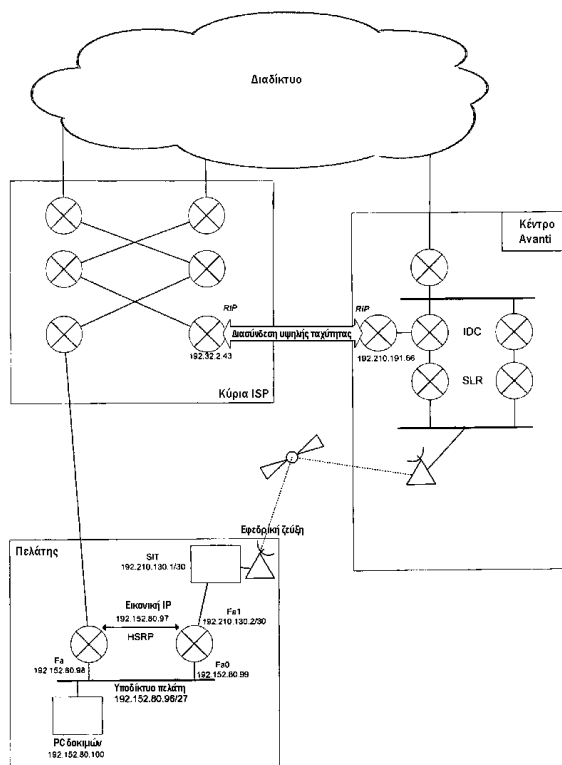 Διαδίκτυο
Κέντρο
Avanti
RIP
RIP
Διασύνδεση υψηλής ταχύτητας
192.32.2.43
192.210.191.66
IDC
SLR
Κύρια ISP
Εφεδρική ζεύξη
Πελάτης
SIT
192.210.130.1/30
Εικονική IP
192.152.80.97
HSRP
Fa1
192.210.130.2/30
Fa
192.152.80.98
Fa0
192.152.80.99
Υποδίκτυο πελάτη
192.152.80.96/27
PC δοκιμών
192.152.80.100